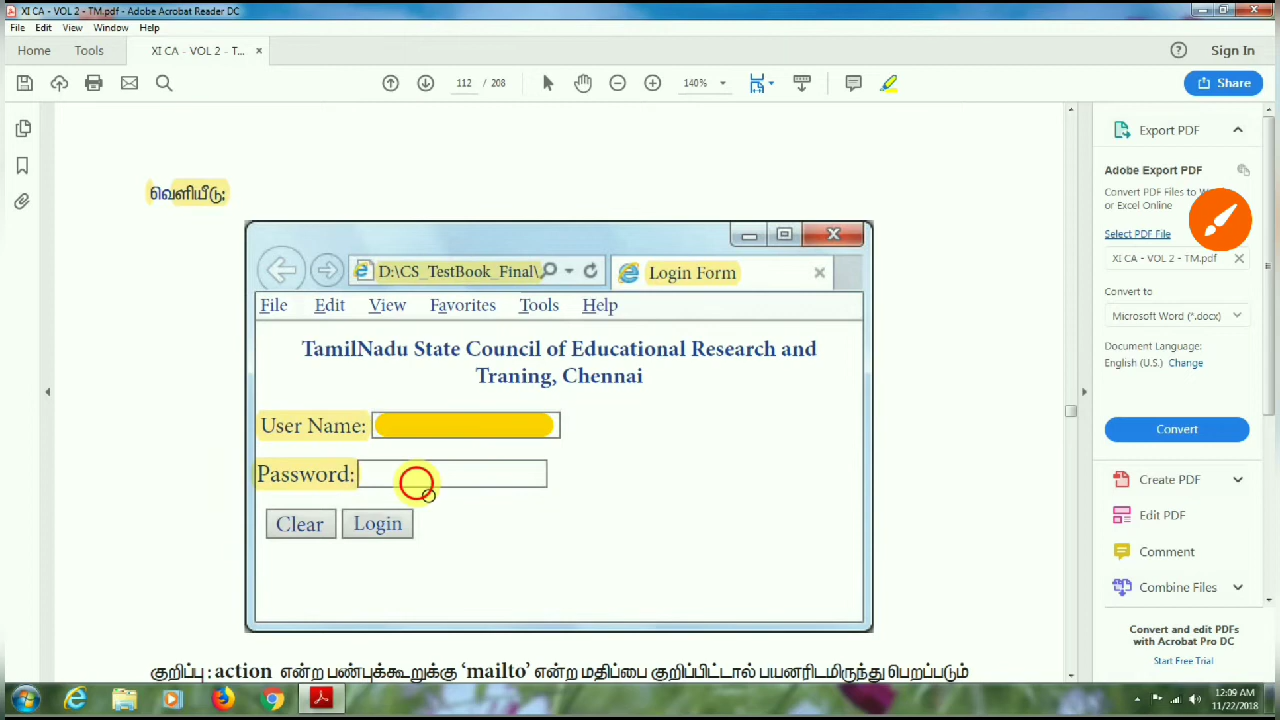 XI CA - VOL 2 - TM.pdf - Adobe Acrobat Reader DC
File Edit View Window Help
Home Tools XI CA - VOL 2 - T... × Sign In
112 / 208 140% Share
வெளியீடு;
D:\CS_TestBook_Final\ Login Form
File Edit View Favorites Tools Help
TamilNadu State Council of Educational Research and
Traning, Chennai
User Name:
Password:
Clear Login
குறிப்பு : action என்ற பண்புக்கூறுக்கு ‘mailto’ என்ற மதிப்பை குறிப்பிட்டால் பயனரிடமிருந்து பெறப்படும்
Export PDF
Adobe Export PDF
Convert PDF Files to W
or Excel Online
Select PDF File
XI CA - VOL 2 - TM.pdf
Convert to
Microsoft Word (*.docx)
Document Language:
English (U.S.) Change
Convert
Create PDF
Edit PDF
Comment
Combine Files
Convert and edit PDFs
with Acrobat Pro DC
Start Free Trial
12:09 AM
11/22/2018